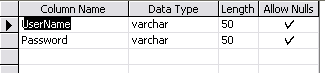 Column Name Data Type Length Allow Nulls
UserName varchar 50 ✓
Password varchar 50 ✓